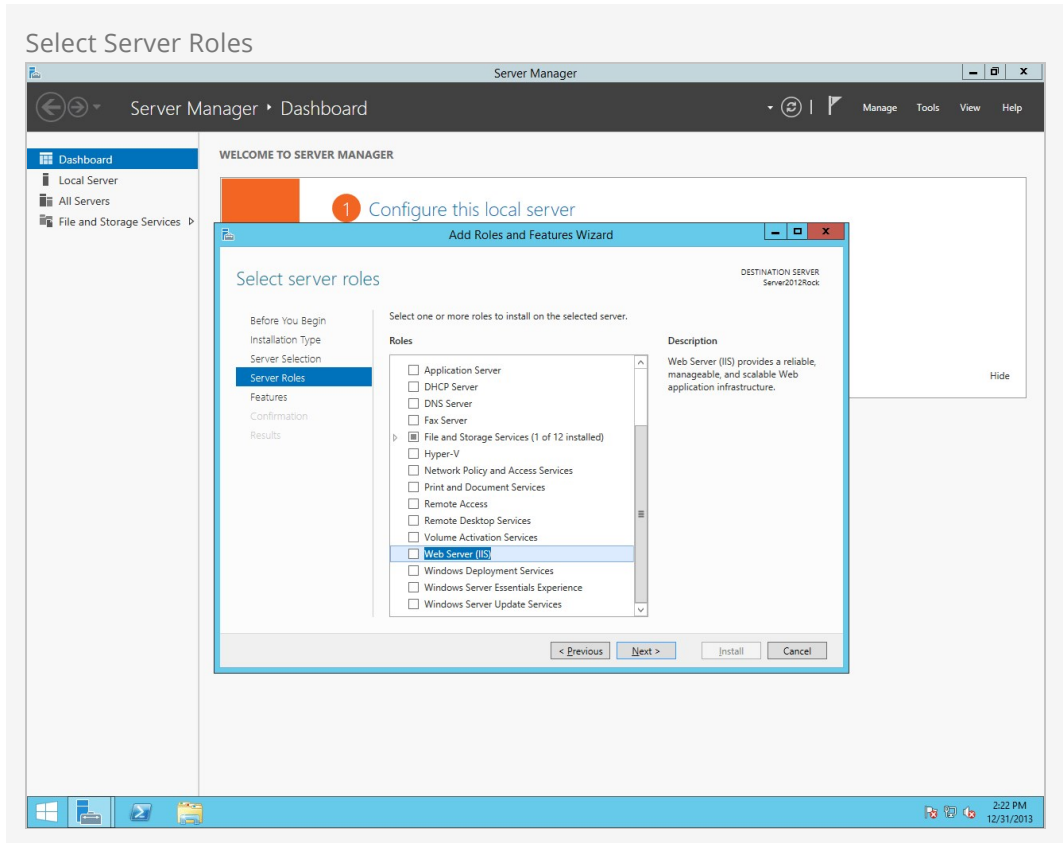 Select Server Roles
Server Manager
Server Manager • Dashboard
Manage Tools View Help
Dashboard
Local Server
All Servers
File and Storage Services
WELCOME TO SERVER MANAGER
1 Configure this local server
Hide
Add Roles and Features Wizard
Select server roles
DESTINATION SERVER
Server2012Rock
Before You Begin
Installation Type
Server Selection
Server Roles
Features
Confirmation
Results
Select one or more roles to install on the selected server.
Roles
Application Server
DHCP Server
DNS Server
Fax Server
File and Storage Services (1 of 12 installed)
Hyper-V
Network Policy and Access Services
Print and Document Services
Remote Access
Remote Desktop Services
Volume Activation Services
Web Server (IIS)
Windows Deployment Services
Windows Server Essentials Experience
Windows Server Update Services
Description
Web Server (IIS) provides a reliable,
manageable, and scalable Web
application infrastructure.
< Previous Next > Install Cancel
2:22 PM
12/31/2013